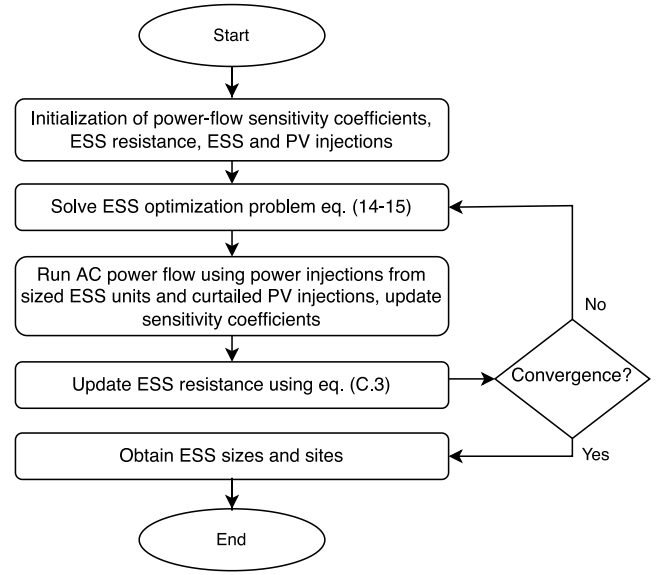 Start
Initialization of power-flow sensitivity coefficients,
ESS resistance, ESS and PV injections
Solve ESS optimization problem eq. (14-15)
Run AC power flow using power injections from
sized ESS units and curtailed PV injections, update
sensitivity coefficients
No
Update ESS resistance using eq. (C.3)
Convergence?
Yes
Obtain ESS sizes and sites
End